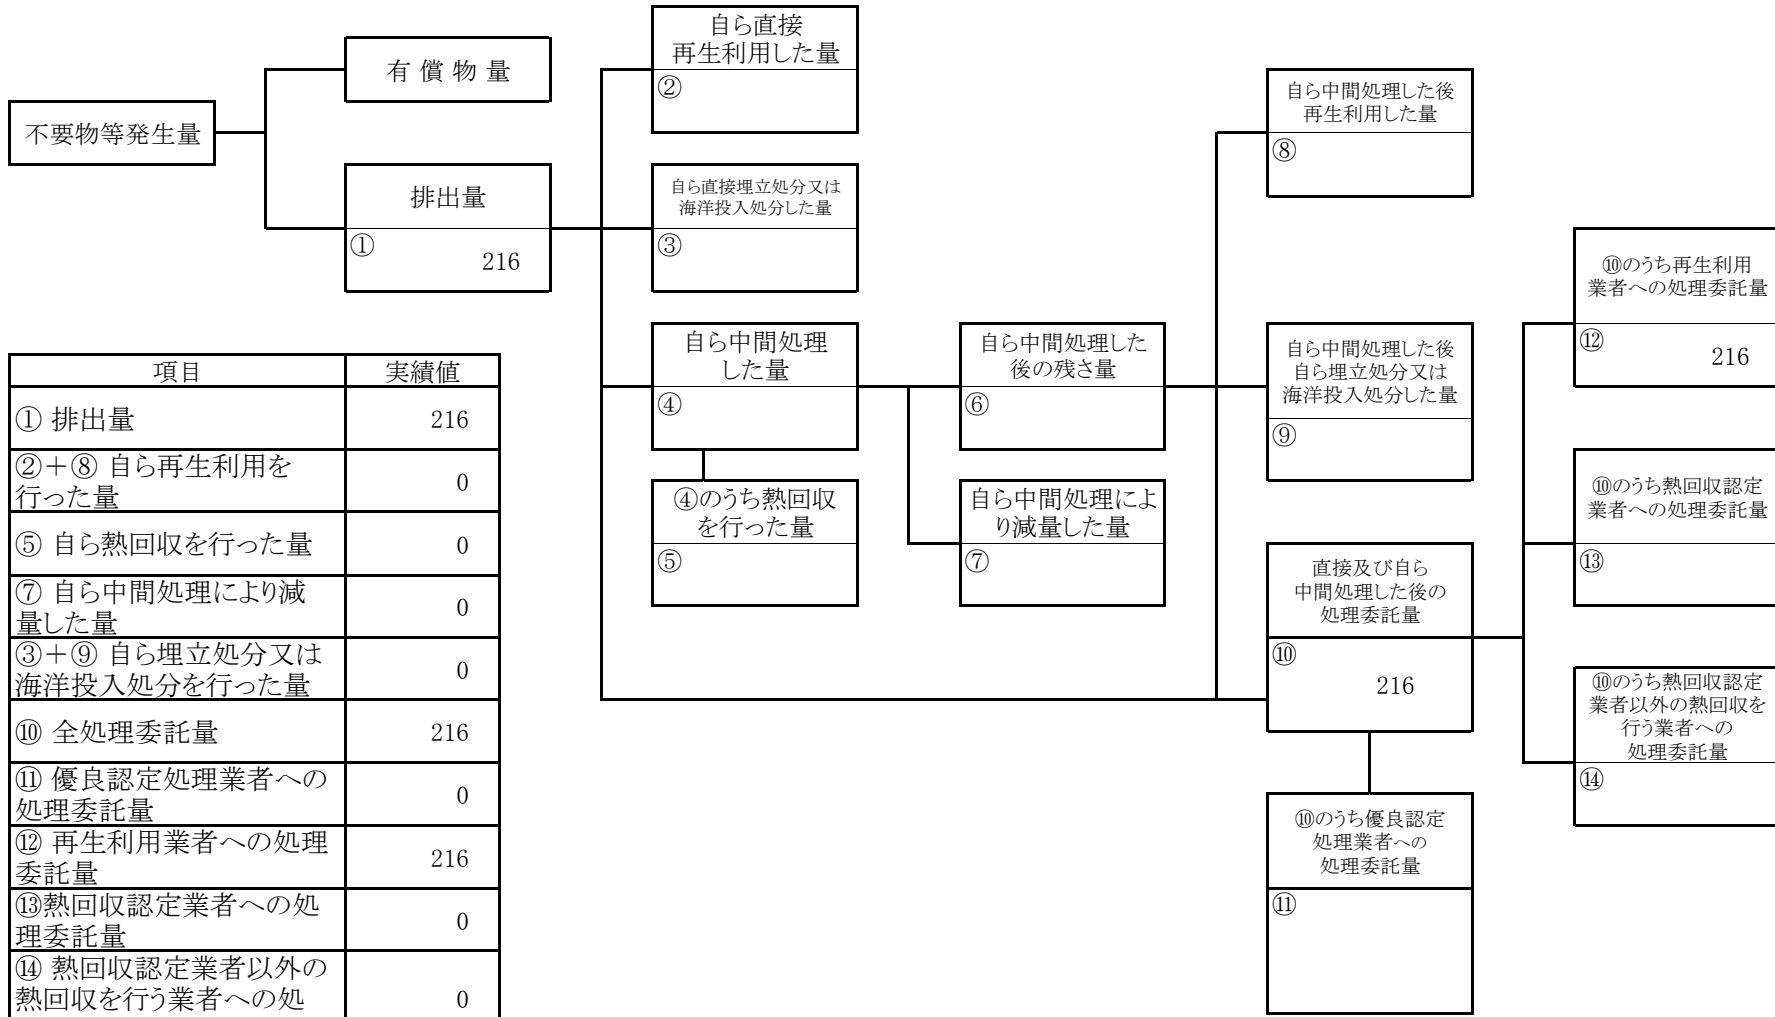 不要物等発生量
有 償 物 量
排出量
①
216
自ら直接
再生利用した量
②
自ら直接埋立処分又は
海洋投入処分した量
③
自ら中間処理
した量
④
④のうち熱回収
を行った量
⑤
自ら中間処理した
後の残さ量
⑥
自ら中間処理によ
り減量した量
⑦
自ら中間処理した後
再生利用した量
⑧
自ら中間処理した後
自ら埋立処分又は
海洋投入処分した量
⑨
直接及び自ら
中間処理した後の
処理委託量
⑩
216
⑩のうち優良認定
処理業者への
処理委託量
⑪
⑩のうち再生利用
業者への処理委託量
⑫
216
⑩のうち熱回収認定
業者への処理委託量
⑬
⑩のうち熱回収認定
業者以外の熱回収を
行う業者への
処理委託量
⑭
項目 実績値
① 排出量 216
②＋⑧ 自ら再生利用を
行った量 0
⑤ 自ら熱回収を行った量 0
⑦ 自ら中間処理により減
量した量 0
③＋⑨ 自ら埋立処分又は
海洋投入処分を行った量 0
⑩ 全処理委託量 216
⑪ 優良認定処理業者への
処理委託量 0
⑫ 再生利用業者への処理
委託量 216
⑬熱回収認定業者への処
理委託量 0
⑭ 熱回収認定業者以外の
熱回収を行う業者への処 0